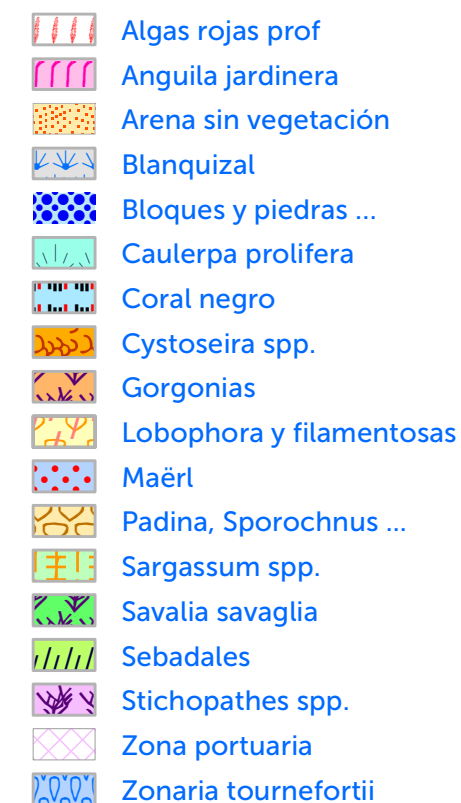 Algas rojas prof
Anguila jardinera
Arena sin vegetación
Blanquizal
Bloques y piedras ...
Caulerpa prolifera
Coral negro
Cystoseira spp.
Gorgonias
Lobophora y filamentosas
Maërl
Padina, Sporochnus ...
Sargassum spp.
Savalia savaglia
Sebadales
Stichopathes spp.
Zona portuaria
Zonaria tournefortii